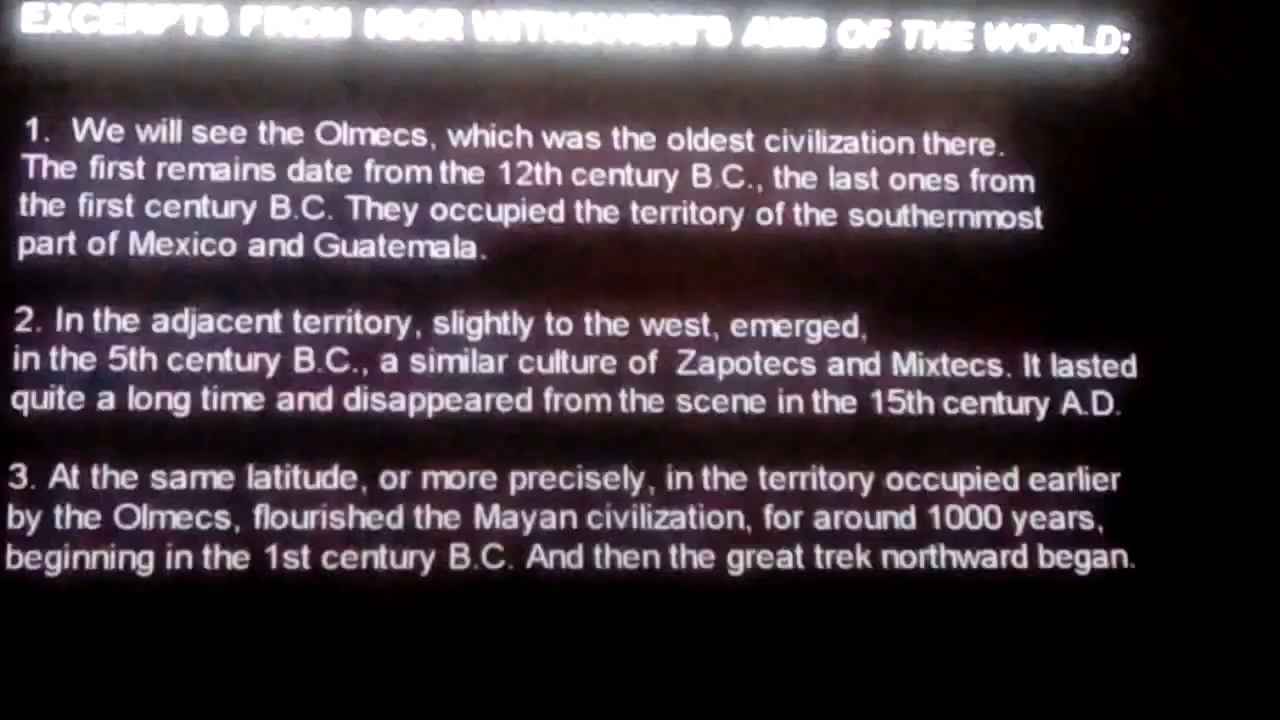 EXCERPTS FROM IGOR WITKOWSKI'S AXIS OF THE WORLD:
1. We will see the Olmecs, which was the oldest civilization there.
The first remains date from the 12th century B.C., the last ones from
the first century B.C. They occupied the territory of the southernmost
part of Mexico and Guatemala.
2. In the adjacent territory, slightly to the west, emerged,
in the 5th century B.C., a similar culture of Zapotecs and Mixtecs. It lasted
quite a long time and disappeared from the scene in the 15th century A.D.
3. At the same latitude, or more precisely, in the territory occupied earlier
by the Olmecs, flourished the Mayan civilization, for around 1000 years,
beginning in the 1st century B.C. And then the great trek northward began.